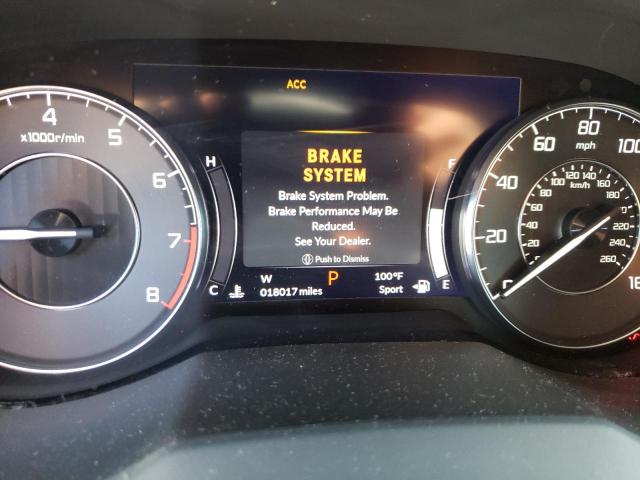 ACC
4 5 6 7 8
x1000r/min
H
C
BRAKE
SYSTEM
Brake System Problem.
Brake Performance May Be
Reduced.
See Your Dealer.
Push to Dismiss
W P 100°F
018017 miles Sport
F
E
0 20 40 60 80 100
mph
0 20 40 60 80 100 120 140 160 180 220 240 260
km/h